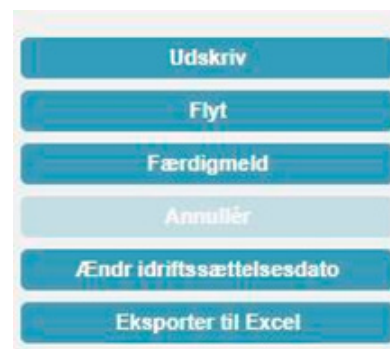 Udskriv
Flyt
Færdigmeld
Annullér
Ændr idriftssættelsesdato
Eksporter til Excel